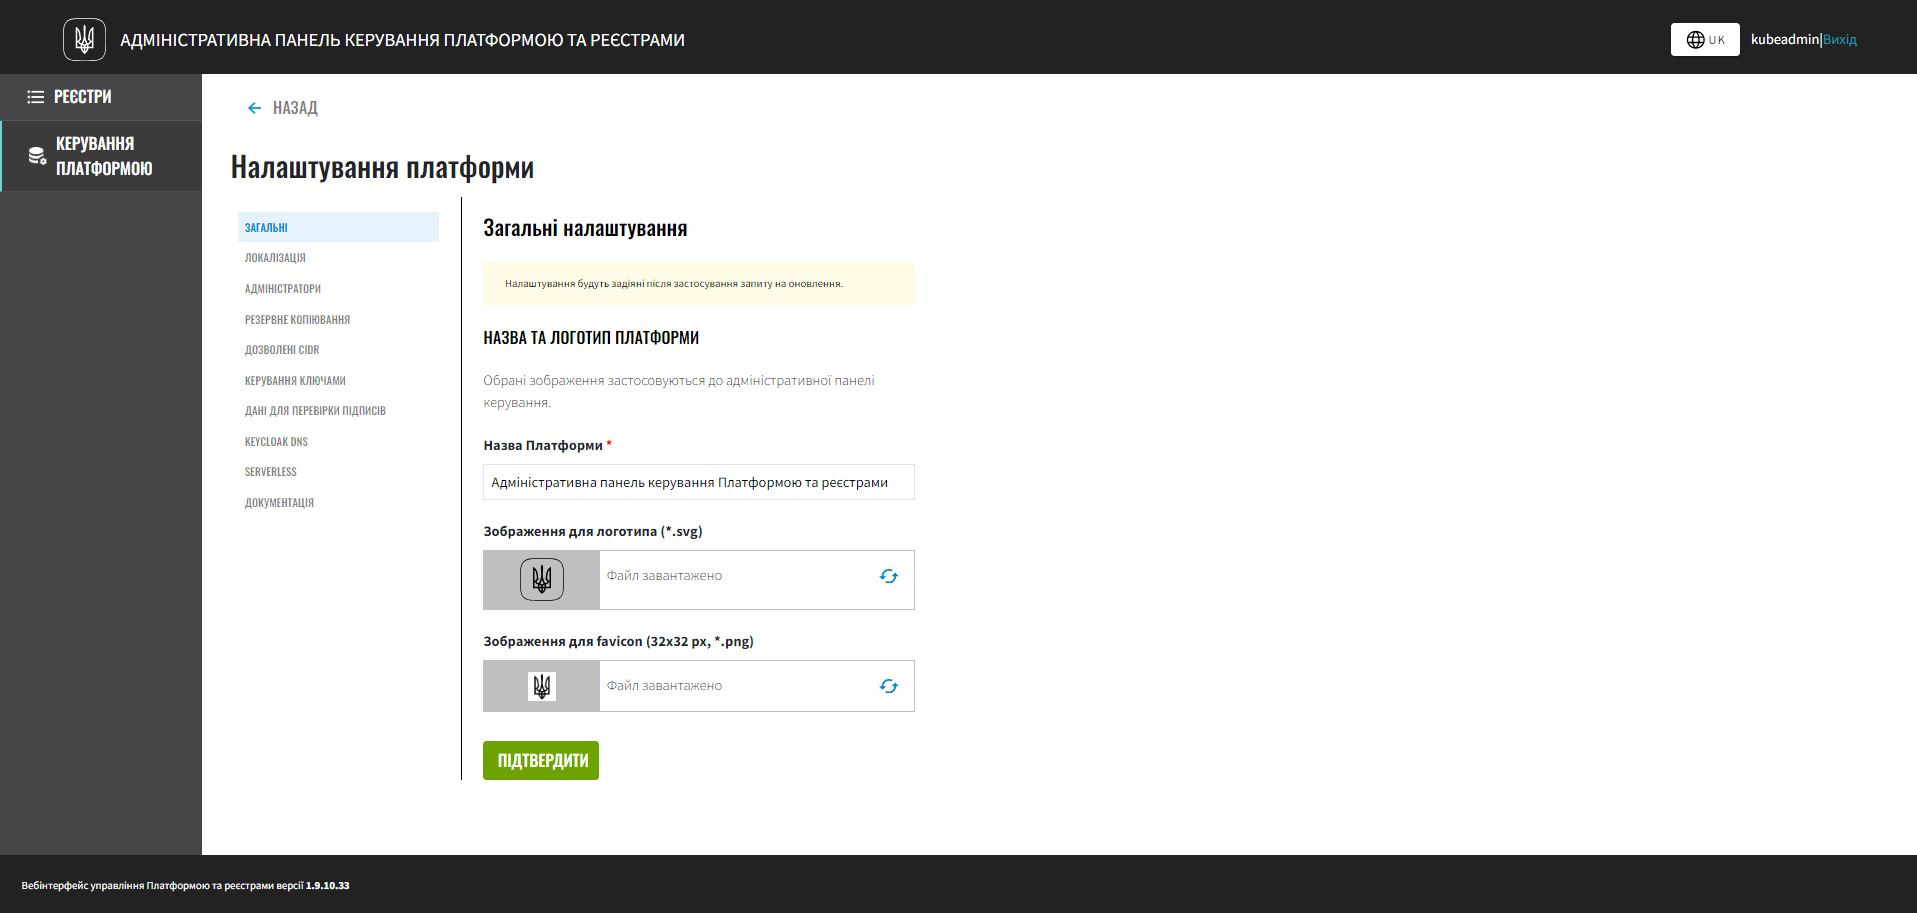 АДМІНІСТРАТИВНА ПАНЕЛЬ КЕРУВАННЯ ПЛАТФОРМОЮ ТА РЕЄСТРАМИ
UK
kubeadmin|Вихід
РЕЄСТРИ
КЕРУВАННЯ
ПЛАТФОРМОЮ
НАЗАД
Налаштування платформи
ЗАГАЛЬНІ
ЛОКАЛІЗАЦІЯ
АДМІНІСТРАТОРИ
РЕЗЕРВНЕ КОПІЮВАННЯ
ДОЗВОЛЕНІ CIDR
КЕРУВАННЯ КЛЮЧАМИ
ДАНІ ДЛЯ ПЕРЕВІРКИ ПІДПИСІВ
KEYCLOAK DNS
SERVERLESS
ДОКУМЕНТАЦІЯ
Загальні налаштування
Налаштування будуть задіяні після застосування запиту на оновлення.
НАЗВА ТА ЛОГОТИП ПЛАТФОРМИ
Обрані зображення застосовуються до адміністративної панелі
керування.
Назва Платформи *
Адміністративна панель керування Платформою та реєстрами
Зображення для логотипа (*.svg)
Файл завантажено
Зображення для favicon (32x32 px, *.png)
Файл завантажено
ПІДТВЕРДИТИ
Вебінтерфейс управління Платформою та реєстрами версії 1.9.10.33